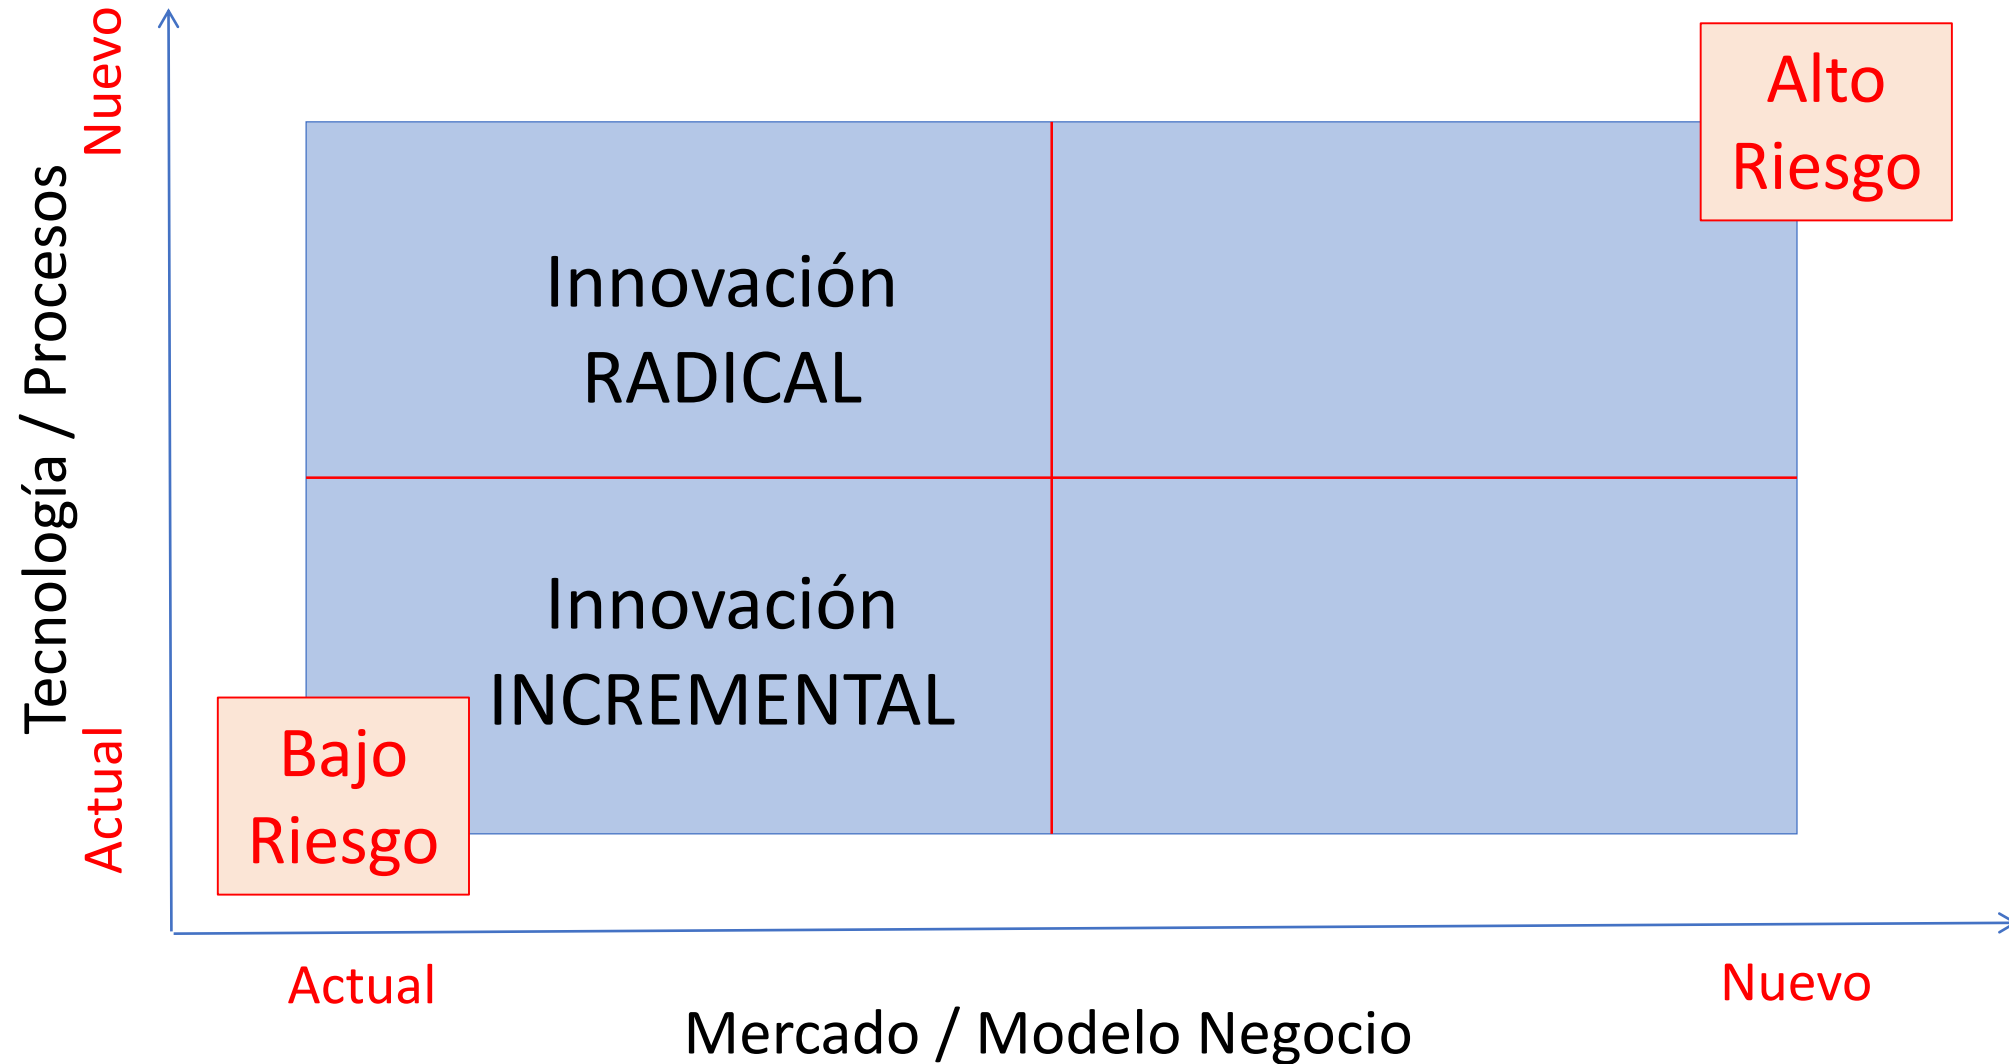 Nuevo
Alto
Riesgo
Tecnología / Procesos
Innovación
RADICAL
Innovación
INCREMENTAL
Bajo
Riesgo
Actual
Actual
Nuevo
Mercado / Modelo Negocio